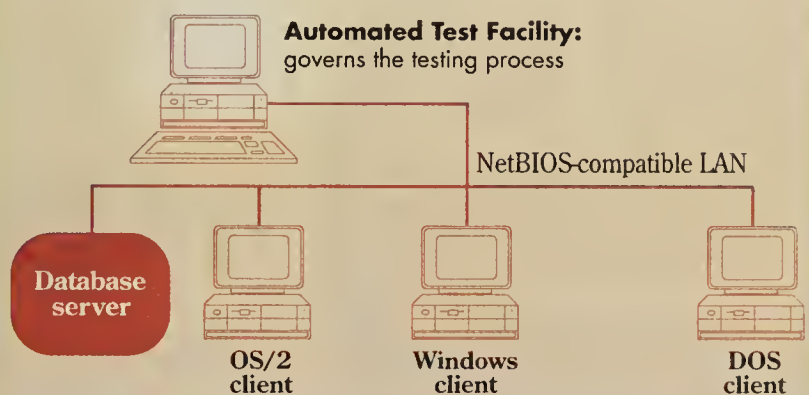 Automated Test Facility:
governs the testing process
NetBIOS-compatible LAN
Database
server
OS/2
client
Windows
client
DOS
client